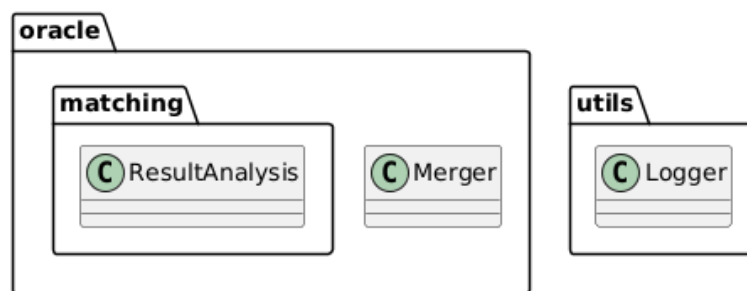 oracle
matching
utils
C ResultAnalysis
C Merger
C Logger